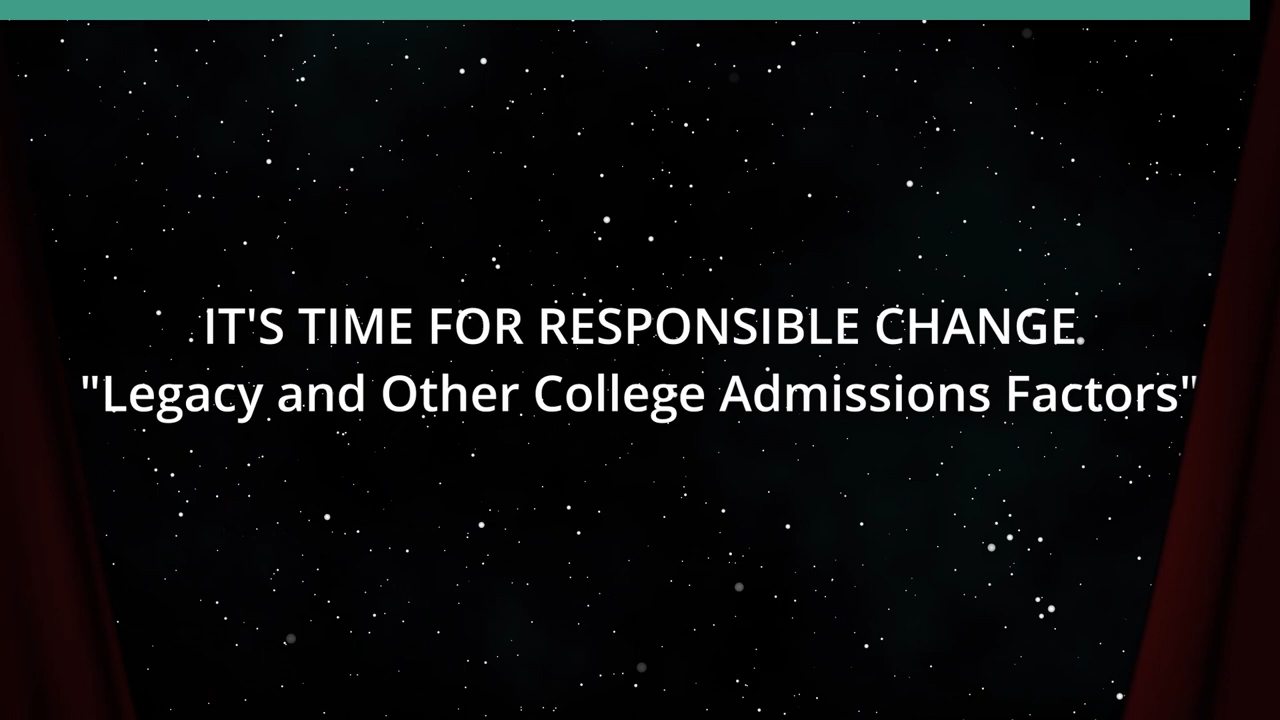 IT'S TIME FOR RESPONSIBLE CHANGE
"Legacy and Other College Admissions Factors"